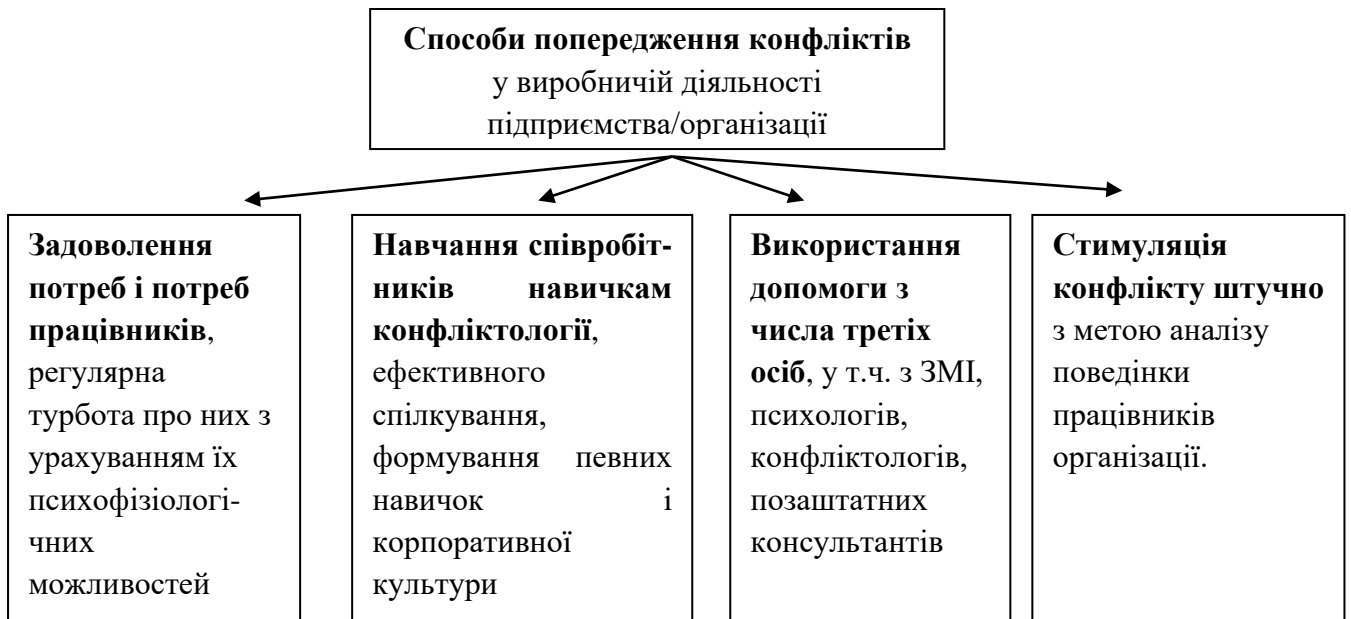 Способи попередження конфліктів
у виробничій діяльності
підприємства/організації
Задоволення
потреб і потреб
працівників,
регулярна
турбота про них з
урахуванням їх
психофізіологі-
чних
можливостей
Навчання співробіт-
ників навичкам
конфліктології,
ефективного
спілкування,
формування певних
навичок і
корпоративної
культури
Використання
допомоги з
числа третіх
осіб, у т.ч. з ЗМІ,
психологів,
конфліктологів,
позаштатних
консультантів
Стимуляція
конфлікту штучно
з метою аналізу
поведінки
працівників
організації.